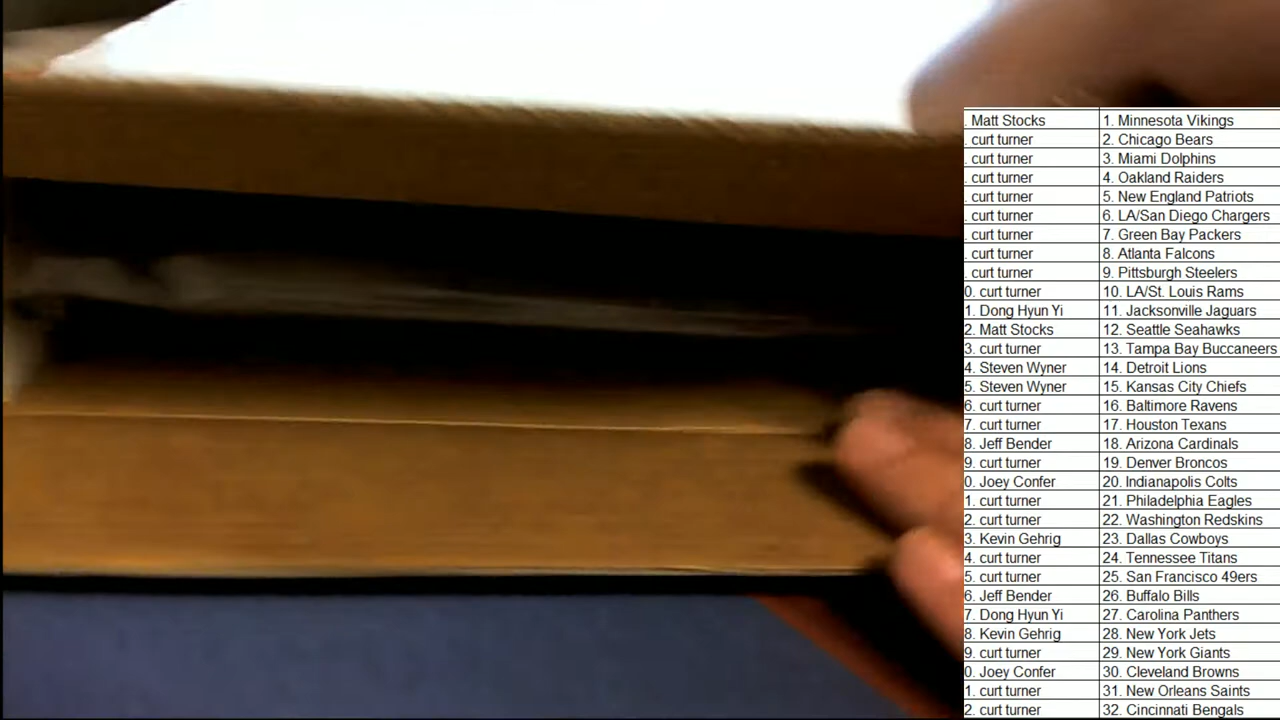 . Matt Stocks 1. Minnesota Vikings
. curt turner 2. Chicago Bears
. curt turner 3. Miami Dolphins
. curt turner 4. Oakland Raiders
. curt turner 5. New England Patriots
. curt turner 6. LA/San Diego Chargers
. curt turner 7. Green Bay Packers
. curt turner 8. Atlanta Falcons
. curt turner 9. Pittsburgh Steelers
0. curt turner 10. LA/St. Louis Rams
1. Dong Hyun Yi 11. Jacksonville Jaguars
2. Matt Stocks 12. Seattle Seahawks
3. curt turner 13. Tampa Bay Buccaneers
4. Steven Wyner 14. Detroit Lions
5. Steven Wyner 15. Kansas City Chiefs
6. curt turner 16. Baltimore Ravens
7. curt turner 17. Houston Texans
8. Jeff Bender 18. Arizona Cardinals
9. curt turner 19. Denver Broncos
0. Joey Confer 20. Indianapolis Colts
1. curt turner 21. Philadelphia Eagles
2. curt turner 22. Washington Redskins
3. Kevin Gehrig 23. Dallas Cowboys
4. curt turner 24. Tennessee Titans
5. curt turner 25. San Francisco 49ers
6. Jeff Bender 26. Buffalo Bills
7. Dong Hyun Yi 27. Carolina Panthers
8. Kevin Gehrig 28. New York Jets
9. curt turner 29. New York Giants
0. Joey Confer 30. Cleveland Browns
1. curt turner 31. New Orleans Saints
2. curt turner 32. Cincinnati Bengals